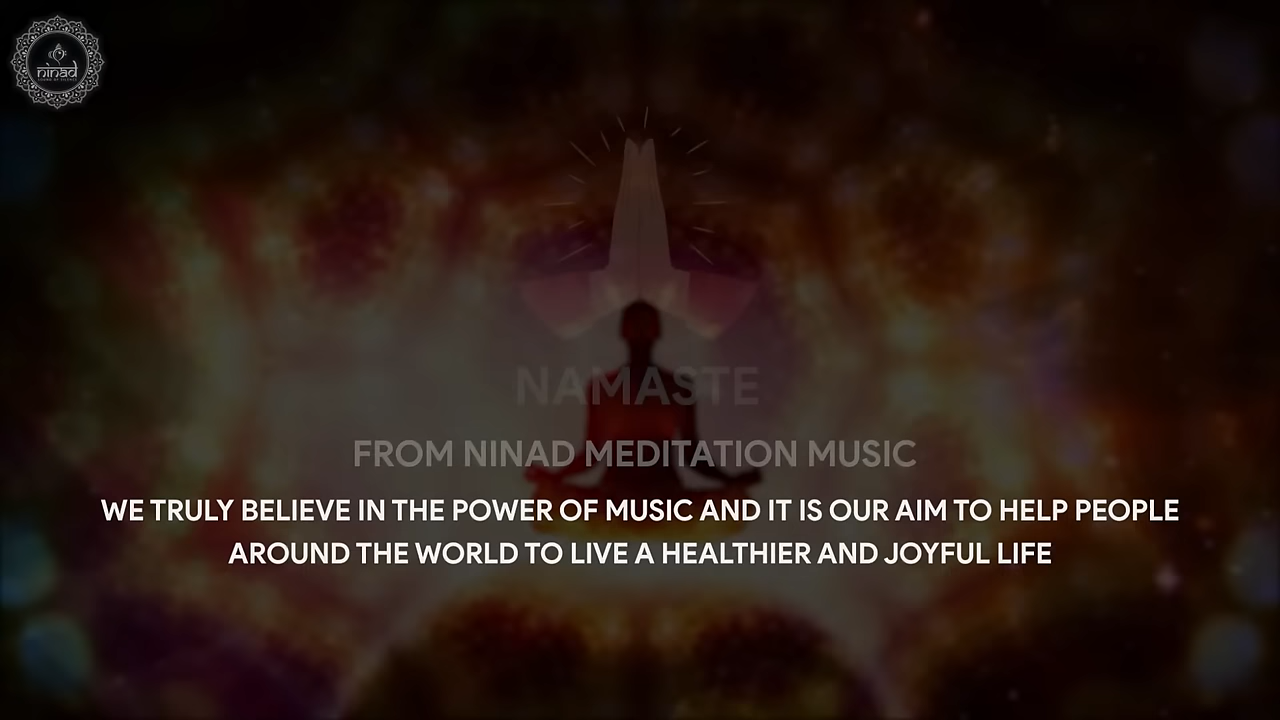 ninad
NAMASTE
FROM NINAD MEDITATION MUSIC
WE TRULY BELIEVE IN THE POWER OF MUSIC AND IT IS OUR AIM TO HELP PEOPLE
AROUND THE WORLD TO LIVE A HEALTHIER AND JOYFUL LIFE